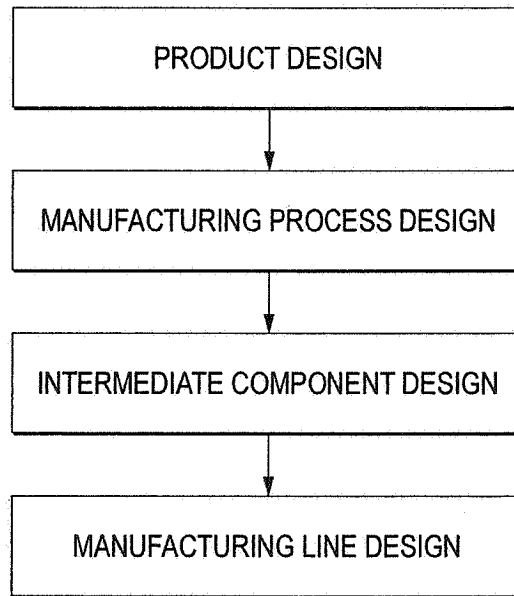 PRODUCT DESIGN
MANUFACTURING PROCESS DESIGN
INTERMEDIATE COMPONENT DESIGN
MANUFACTURING LINE DESIGN